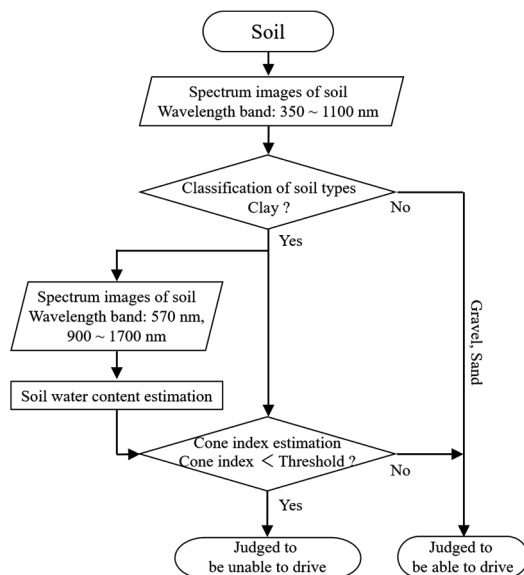 Soil
Spectrum images of soil
Wavelength band: 350 ~ 1100 nm
Classification of soil types
Clay ?
No
Yes
Spectrum images of soil
Wavelength band: 570 nm,
900 ~ 1700 nm
Gravel, Sand
Soil water content estimation
Cone index estimation
Cone index < Threshold ?
No
Yes
Judged to
be unable to drive
Judged to
be able to drive